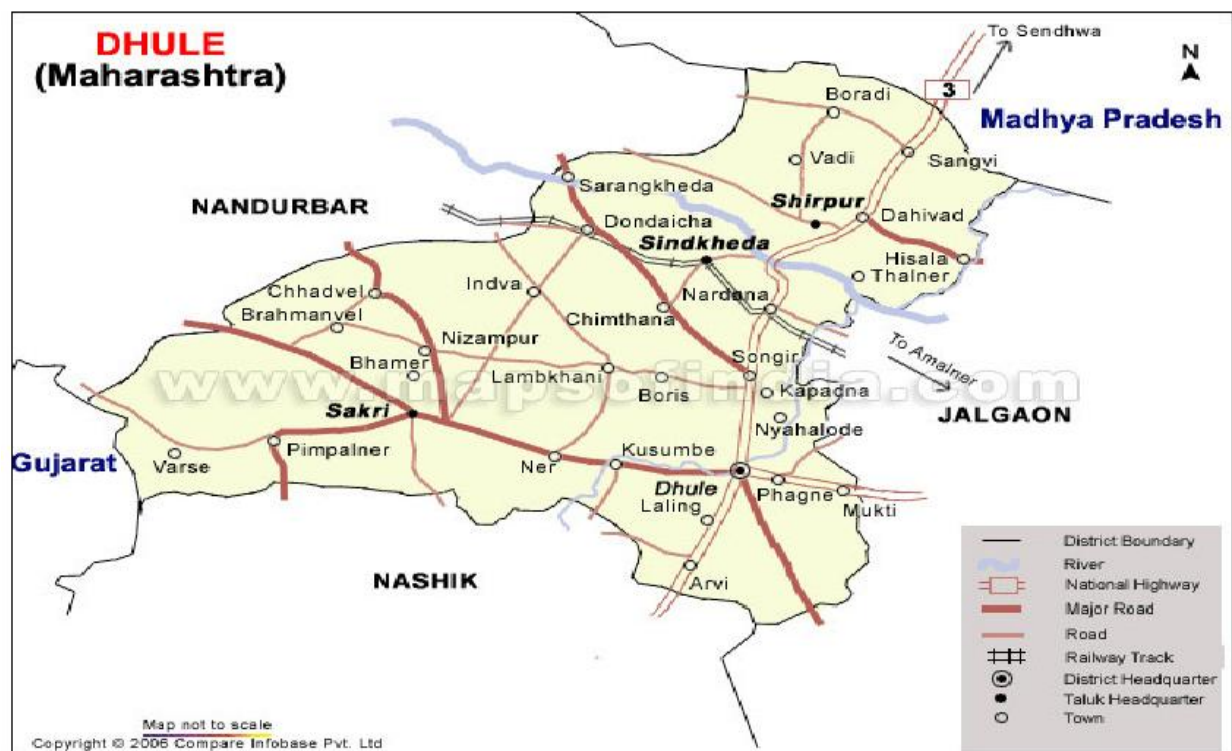 DHULE
(Maharashtra)
To Sendhwa
N
3
Madhya Pradesh
Boradi
Vadi
Sangvi
Sarangkheda
NANDURBAR
Shirpur
Dahivad
Dondaicha
Sindkheda
Hisala
Thalner
Chhadvel
Indva
Nardana
Brahmanvel
Chimthana
Nizampur
To Amalner
Bhamer
Songir
www.mapsofindia.com
Lambkhani
Boris
Kapadna
JALGAON
Sakri
Nyahalode
Gujarat
Varse
Pimpalner
Ner
Kusumbe
Dhule
Phagne
Laling
Mukti
NASHIK
Arvi
District Boundary
River
National Highway
Major Road
Road
Railway Track
District Headquarter
Taluk Headquarter
Town
Map not to scale
Copyright © 2006 Compare Infobase Pvt. Ltd